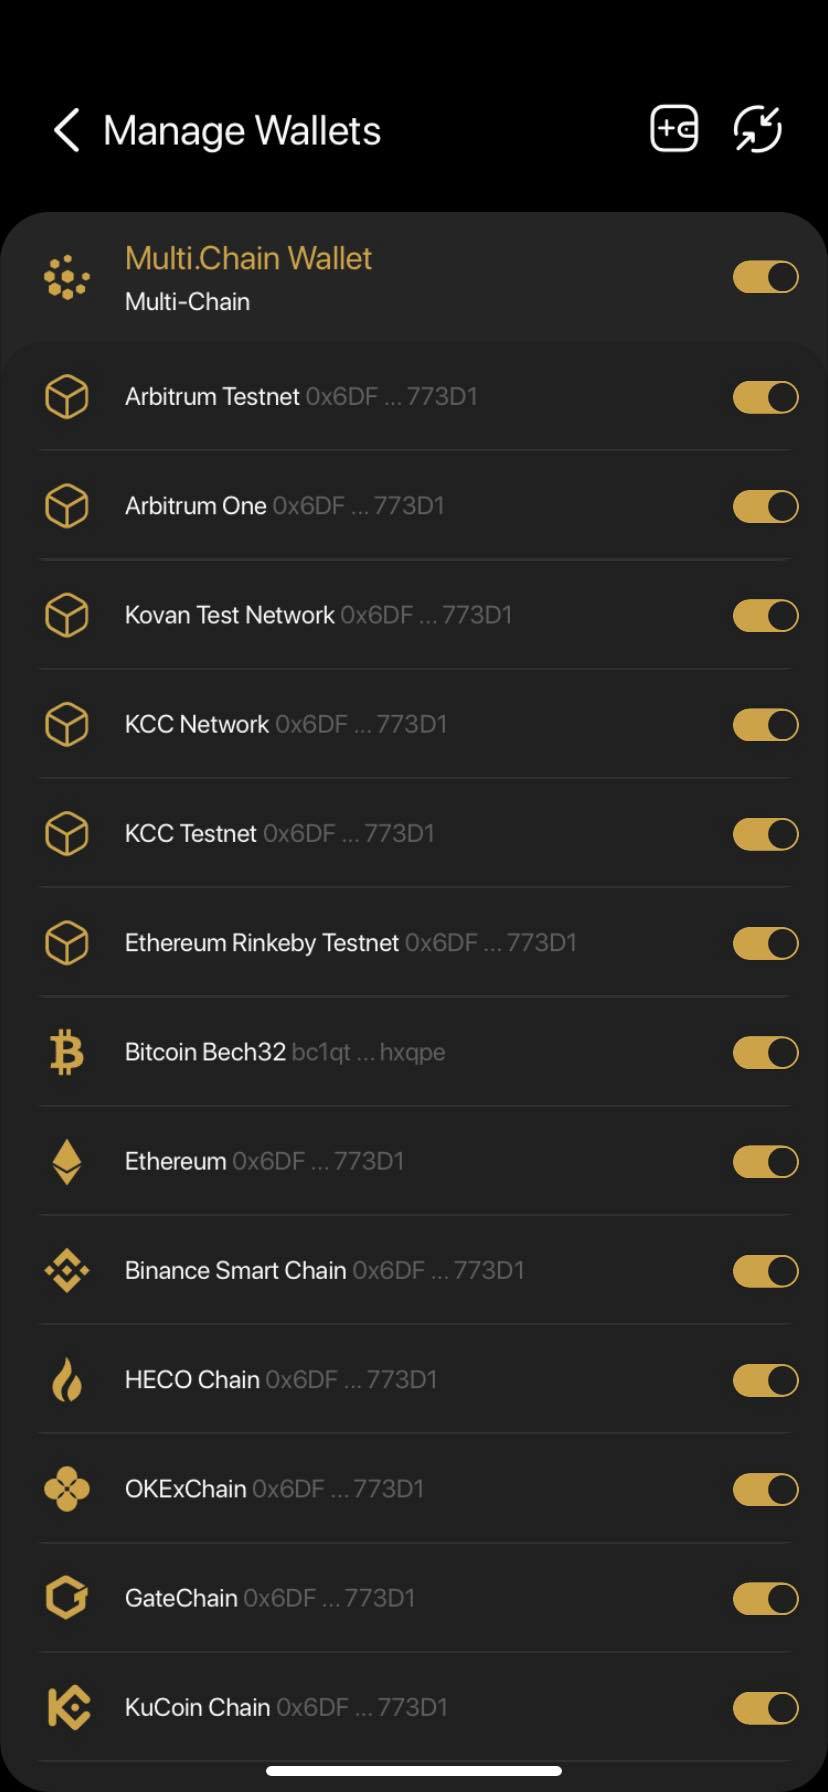 Manage Wallets
Multi.Chain Wallet
Multi-Chain
Arbitrum Testnet 0x6DF ... 773D1
Arbitrum One 0x6DF ... 773D1
Kovan Test Network 0x6DF ... 773D1
KCC Network 0x6DF ... 773D1
KCC Testnet 0x6DF ... 773D1
Ethereum Rinkeby Testnet 0x6DF ... 773D1
Bitcoin Bech32 bc1qt ... hxqpe
Ethereum 0x6DF ... 773D1
Binance Smart Chain 0x6DF ... 773D1
HECO Chain 0x6DF ... 773D1
OKExChain 0x6DF ... 773D1
GateChain 0x6DF ... 773D1
KuCoin Chain 0x6DF ... 773D1